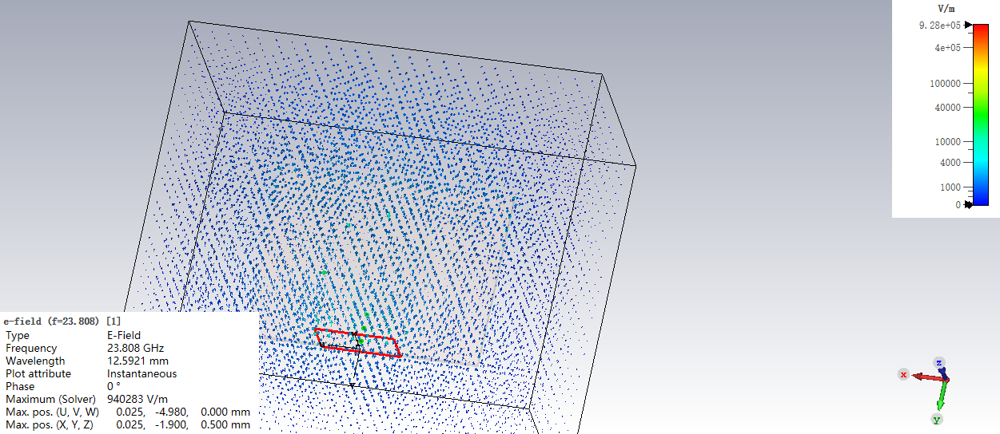 V/m
9.28e+05
4e+05
100000
40000
10000
4000
1000
0
e-field (f=23.808) [1]
Type E-Field
Frequency 23.808 GHz
Wavelength 12.5921 mm
Plot attribute Instantaneous
Phase 0 °
Maximum (Solver) 940283 V/m
Max. pos. (U, V, W) 0.025, -4.980, 0.000 mm
Max. pos. (X, Y, Z) 0.025, -1.900, 0.500 mm
z
x
y